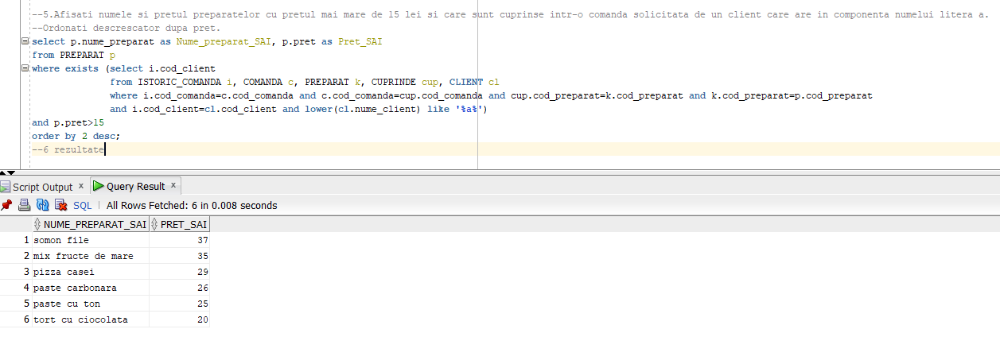 --5.Afisati numele si pretul preparatelor cu pretul mai mare de 15 lei si care sunt cuprinse intr-o comanda solicitata de un client care are in componenta numelui litera a.
--Ordonati descrescator dupa pret.
select p.nume_preparat as Nume_preparat_SAI, p.pret as Pret_SAI
from PREPARAT p
where exists (select i.cod_client
from ISTORIC_COMANDA i, COMANDA c, PREPARAT k, CUPRINDE cup, CLIENT cl
where i.cod_comanda=c.cod_comanda and c.cod_comanda=cup.cod_comanda and cup.cod_preparat=k.cod_preparat and k.cod_preparat=p.cod_preparat
and i.cod_client=cl.cod_client and lower(cl.nume_client) like '%a%')
and p.pret>15
order by 2 desc;
--6 rezultate
Script Output x Query Result x
SQL | All Rows Fetched: 6 in 0.008 seconds
NUME_PREPARAT_SAI PRET_SAI
1 somon file 37
2 mix fructe de mare 35
3 pizza casei 29
4 paste carbonara 26
5 paste cu ton 25
6 tort cu ciocolata 20